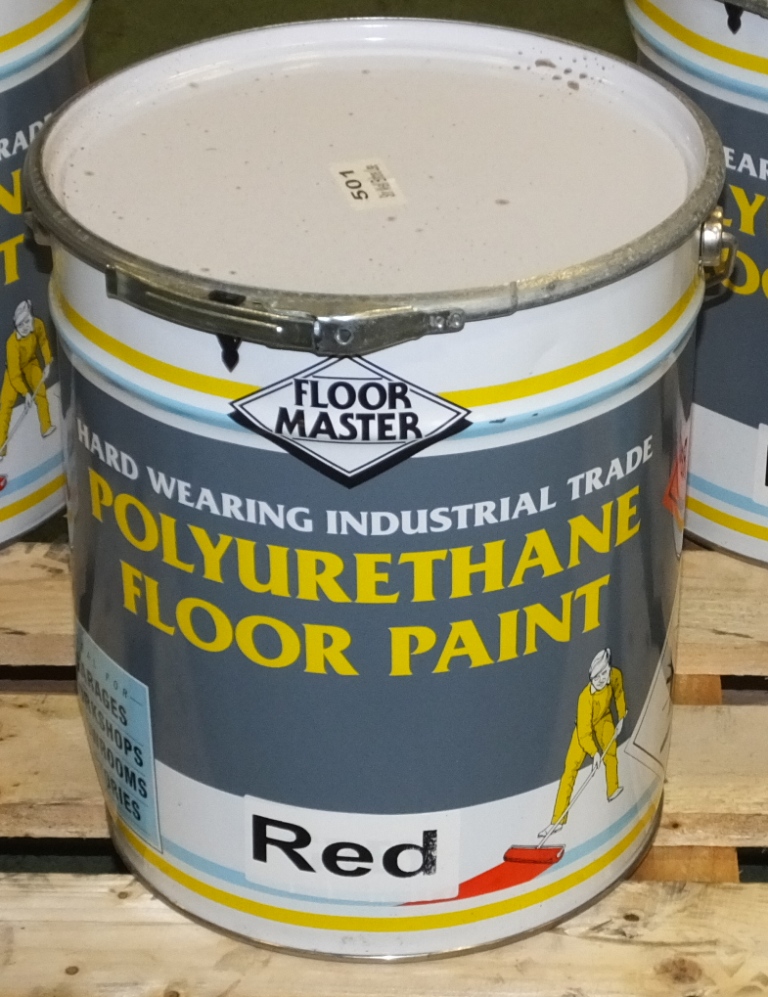 501
FLOOR
MASTER
HARD WEARING INDUSTRIAL TRADE
POLYURETHANE
FLOOR PAINT
Red